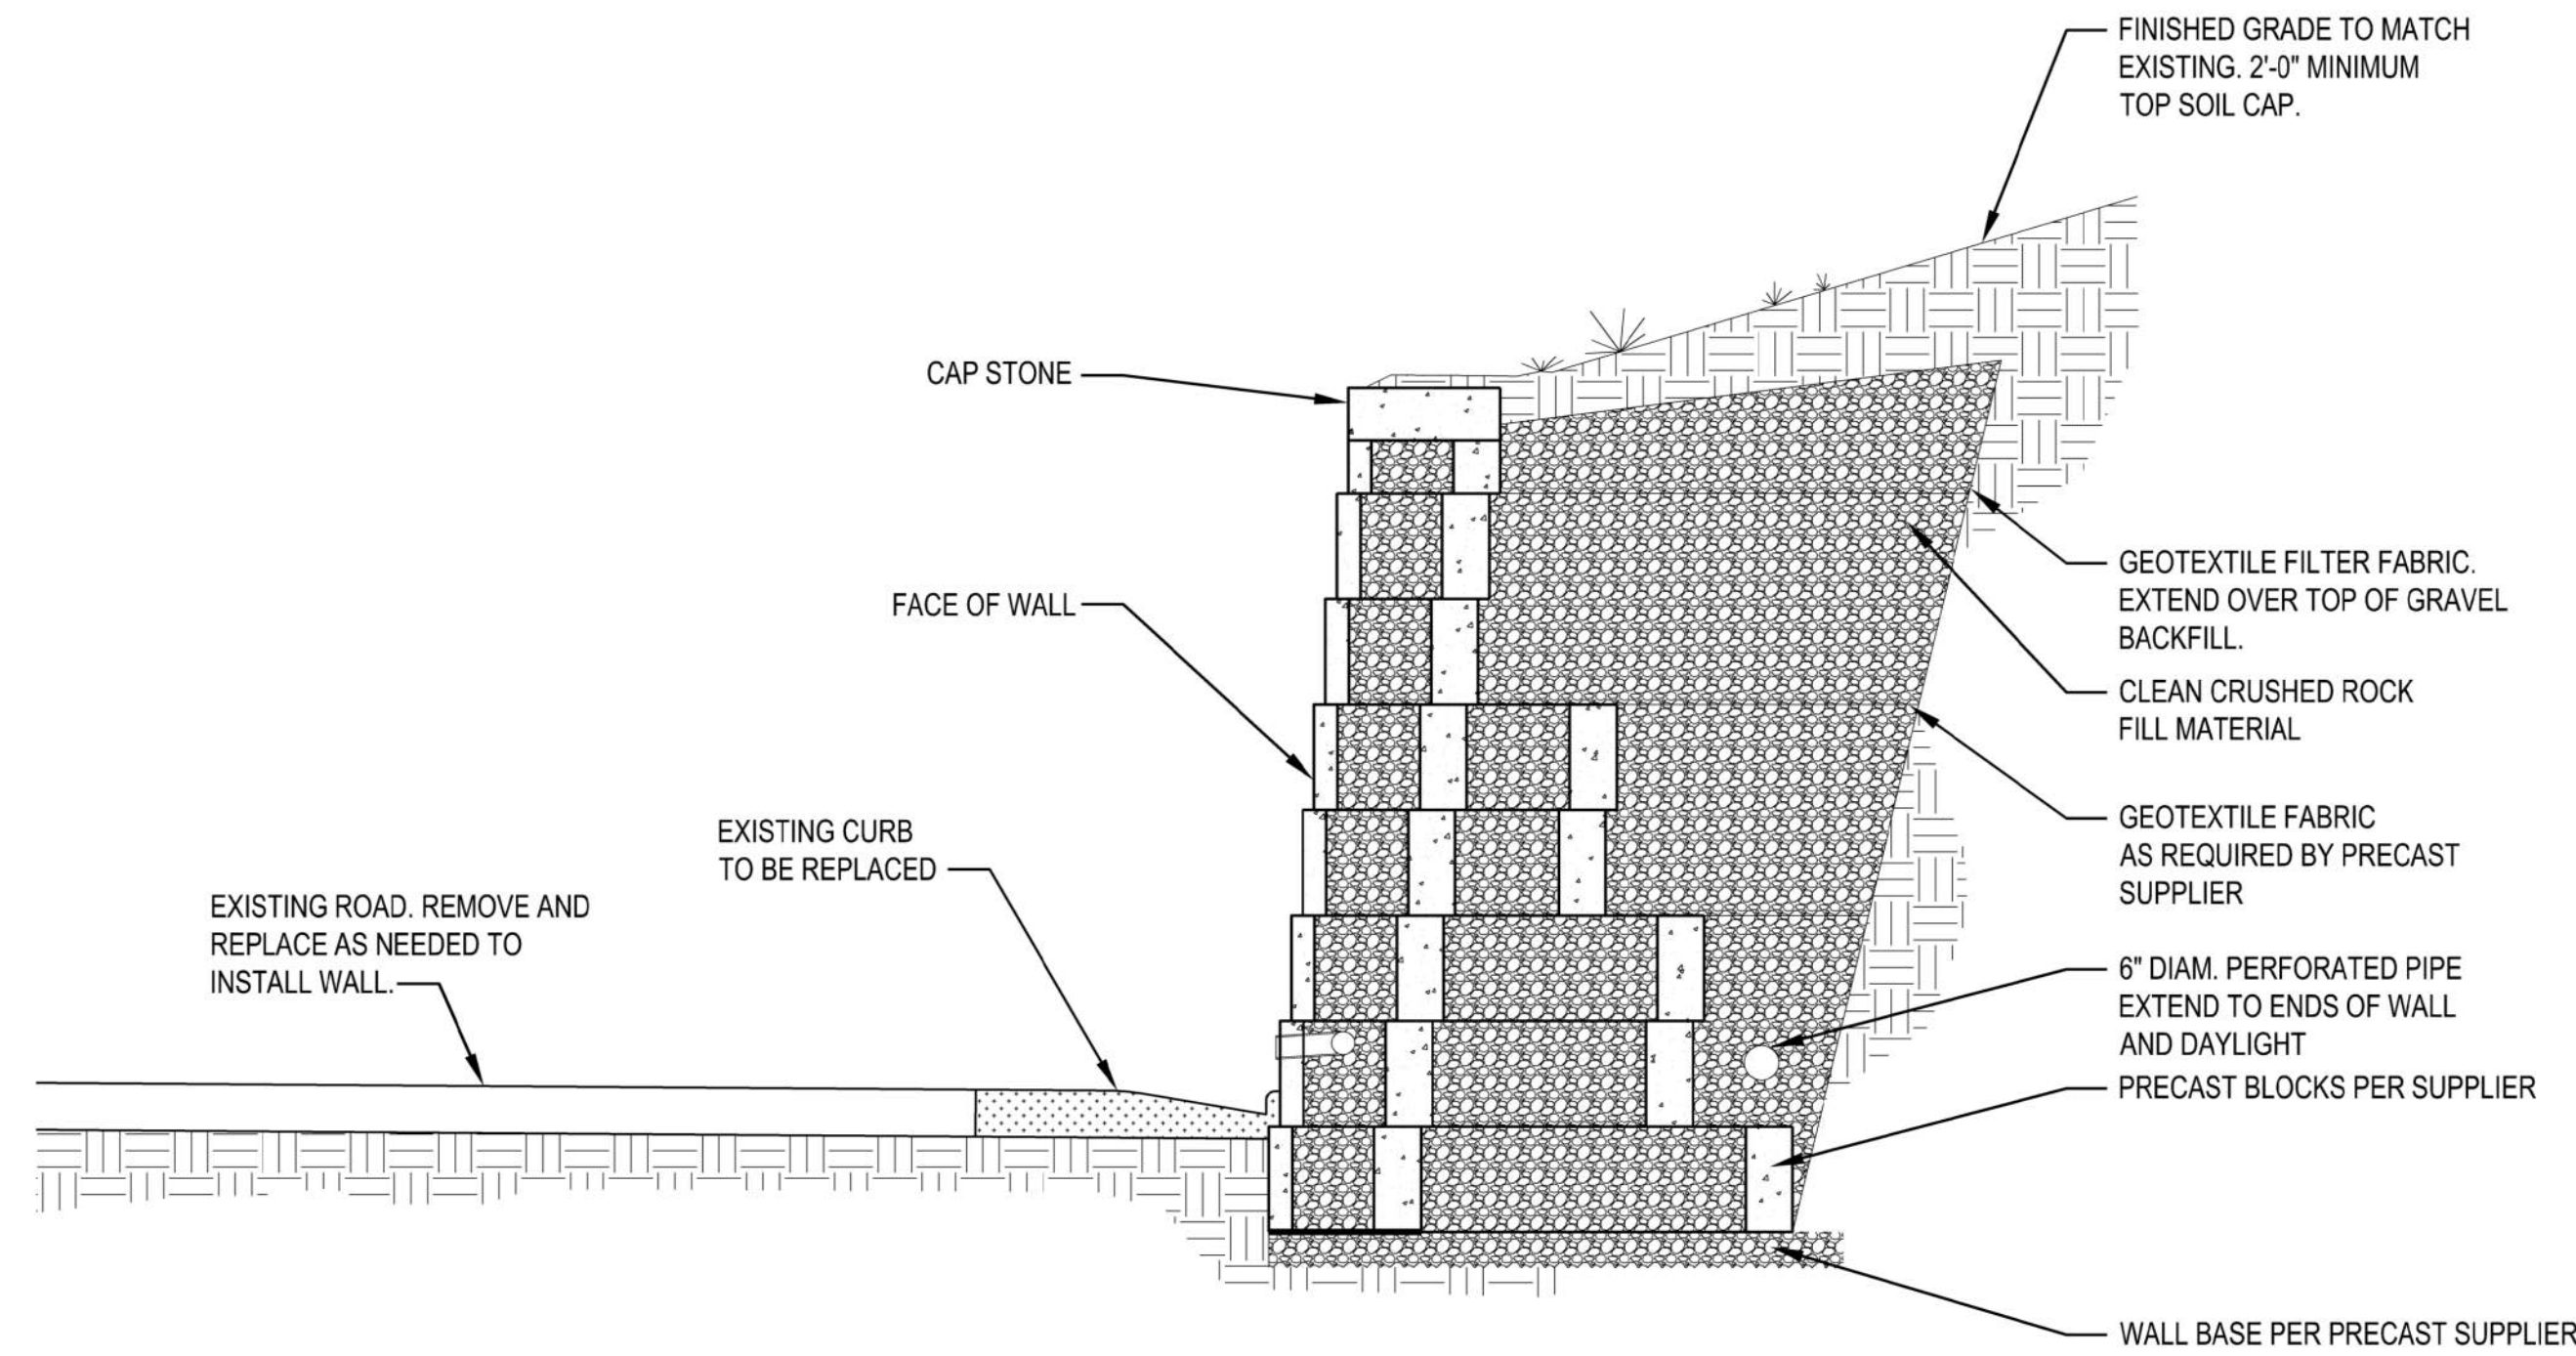 FINISHED GRADE TO MATCH
EXISTING. 2'-0" MINIMUM
TOP SOIL CAP.
CAP STONE
FACE OF WALL
GEOTEXTILE FILTER FABRIC.
EXTEND OVER TOP OF GRAVEL
BACKFILL.
CLEAN CRUSHED ROCK
FILL MATERIAL
EXISTING CURB
TO BE REPLACED
GEOTEXTILE FABRIC
AS REQUIRED BY PRECAST
SUPPLIER
EXISTING ROAD. REMOVE AND
REPLACE AS NEEDED TO
INSTALL WALL.
6" DIAM. PERFORATED PIPE
EXTEND TO ENDS OF WALL
AND DAYLIGHT
PRECAST BLOCKS PER SUPPLIER
WALL BASE PER PRECAST SUPPLIER